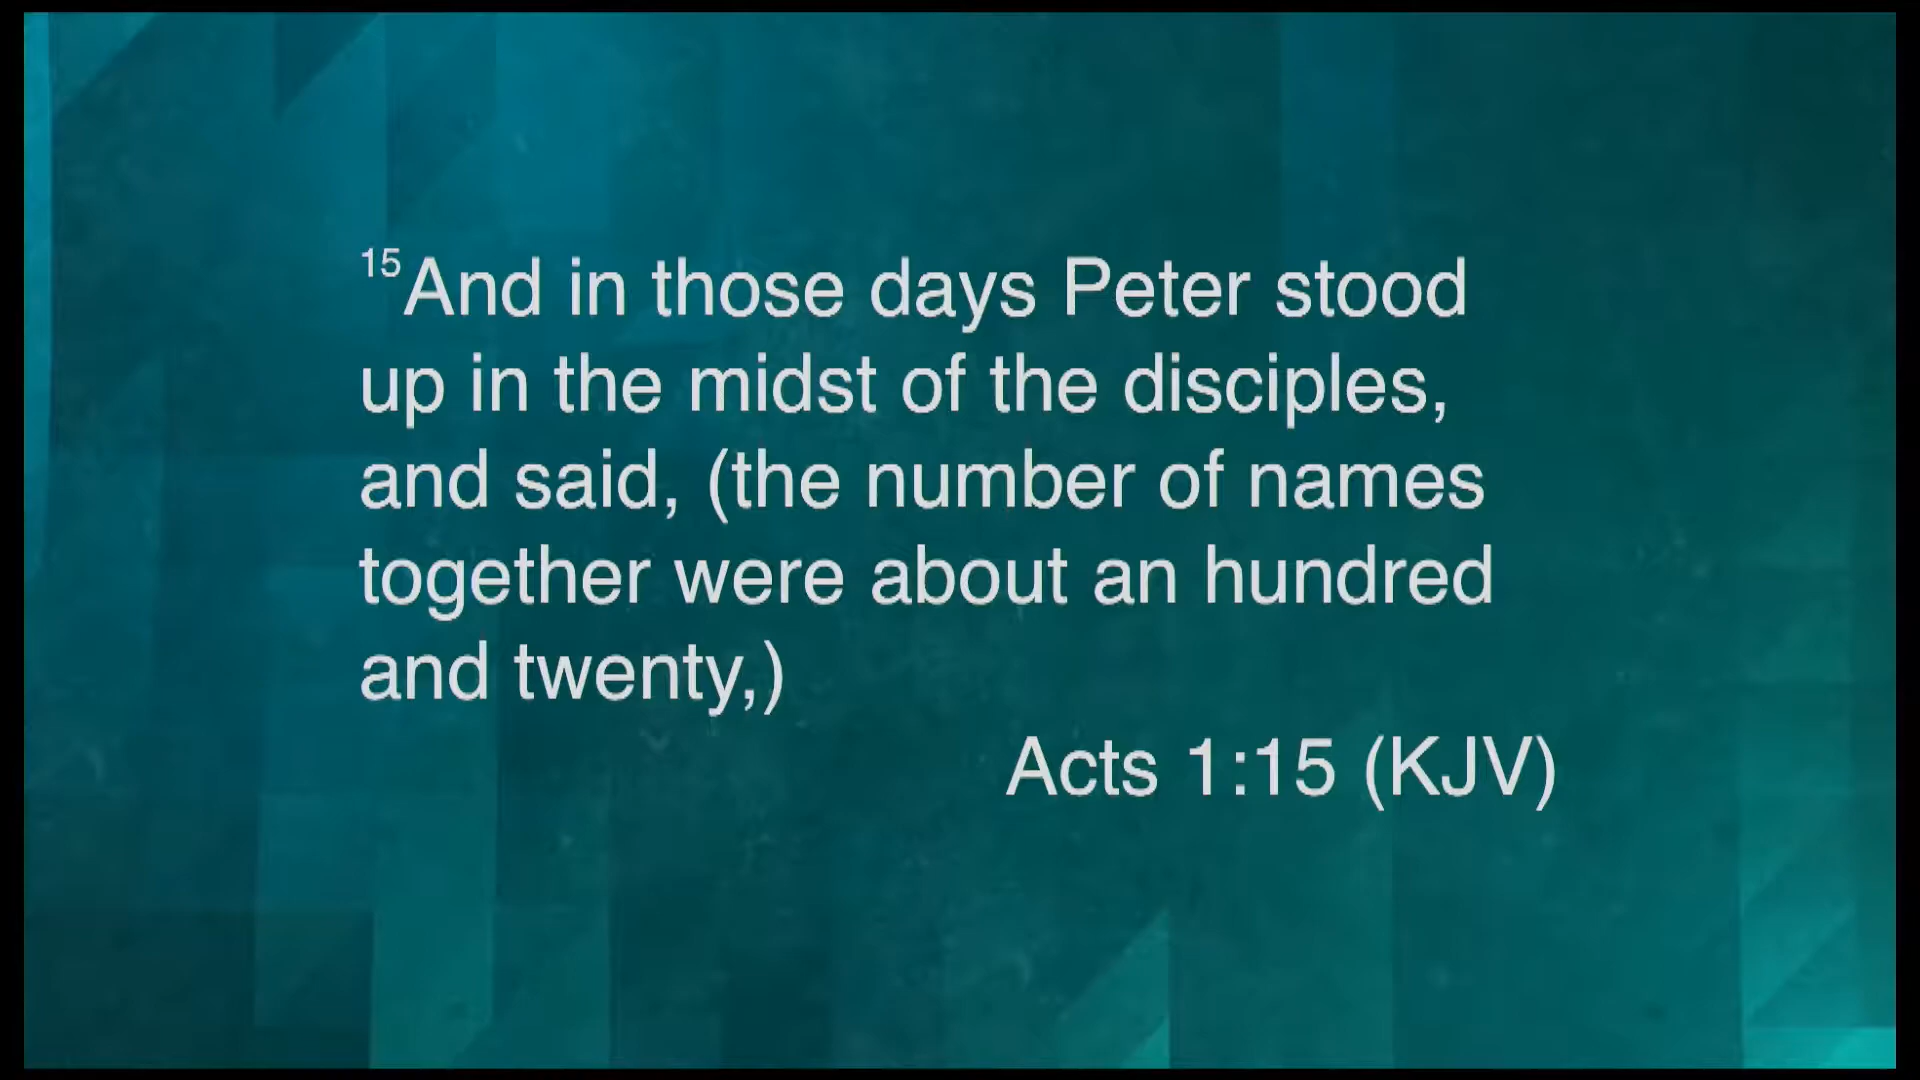 15And in those days Peter stood
up in the midst of the disciples,
and said, (the number of names
together were about an hundred
and twenty,)
Acts 1:15 (KJV)